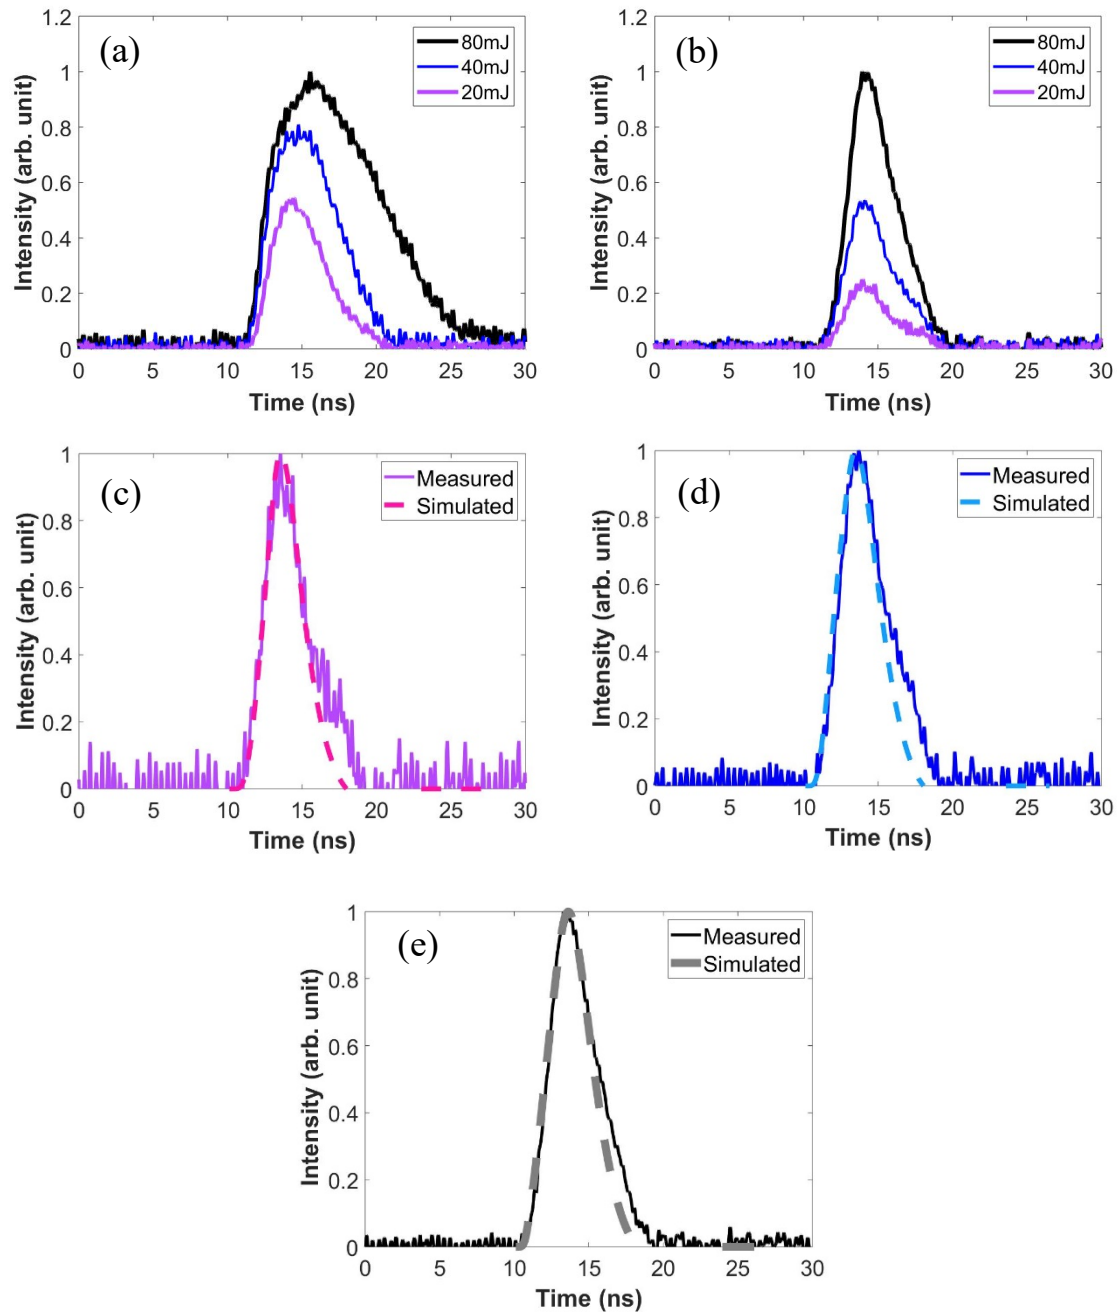 (a)
80mJ
40mJ
20mJ
1.2
1
0.8
0.6
0.4
0.2
0
Intensity (arb. unit)
0 5 10 15 20 25 30
Time (ns)
(b)
80mJ
40mJ
20mJ
1.2
1
0.8
0.6
0.4
0.2
0
Intensity (arb. unit)
0 5 10 15 20 25 30
Time (ns)
(c)
Measured
Simulated
1
0.8
0.6
0.4
0.2
0
Intensity (arb. unit)
0 5 10 15 20 25 30
Time (ns)
(d)
Measured
Simulated
1
0.8
0.6
0.4
0.2
0
Intensity (arb. unit)
0 5 10 15 20 25 30
Time (ns)
(e)
Measured
Simulated
1
0.8
0.6
0.4
0.2
0
Intensity (arb. unit)
0 5 10 15 20 25 30
Time (ns)